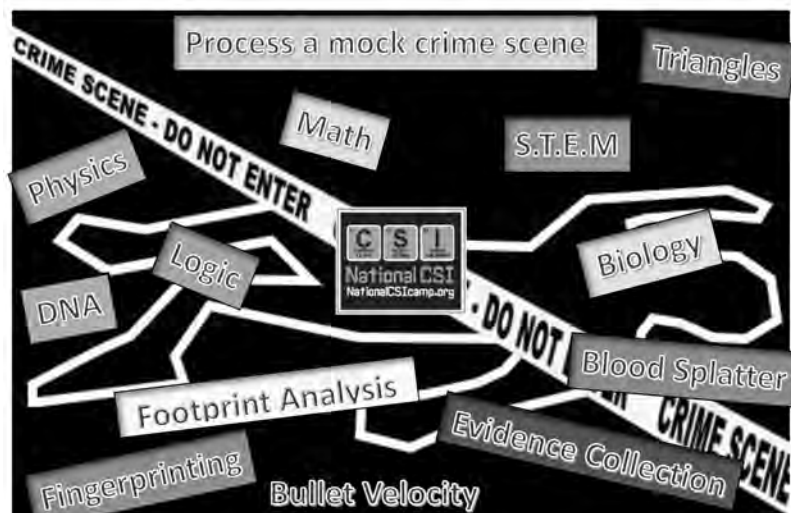 Process a mock crime scene
Triangles
CRIME SCENE - DO NOT ENTER
Math
S.T.E.M
Physics
Logic
C S I
National CSI
NationalCSIcamp.org
Biology
DNA
DO NOT
Blood Splatter
Footprint Analysis
CRIME SCENE
Evidence Collection
Fingerprinting
Bullet Velocity